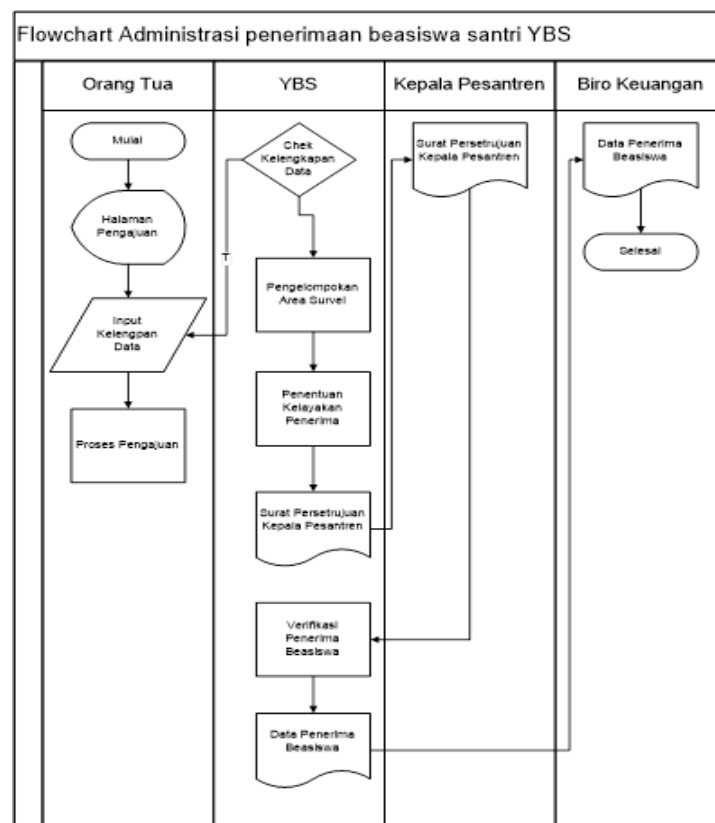 Flowchart Administrasi penerimaan beasiswa santri YBS
Orang Tua
YBS
Kepala Pesantren
Biro Keuangan
Mulai
Halaman
Pengajuan
Input
Kelengpan
Data
Proses Pengajuan
Chek
Kelengkapan
Data
T
Pengelompokan
Area Survei
Penentuan
Kelayakan
Penerima
Surat Persetrujuan
Kepala Pesantren
Verifikasi
Penerima
Beasiswa
Data Penerima
Beasiswa
Surat Persetrujuan
Kepala Pesantren
Data Penerima
Beasiswa
Selesai